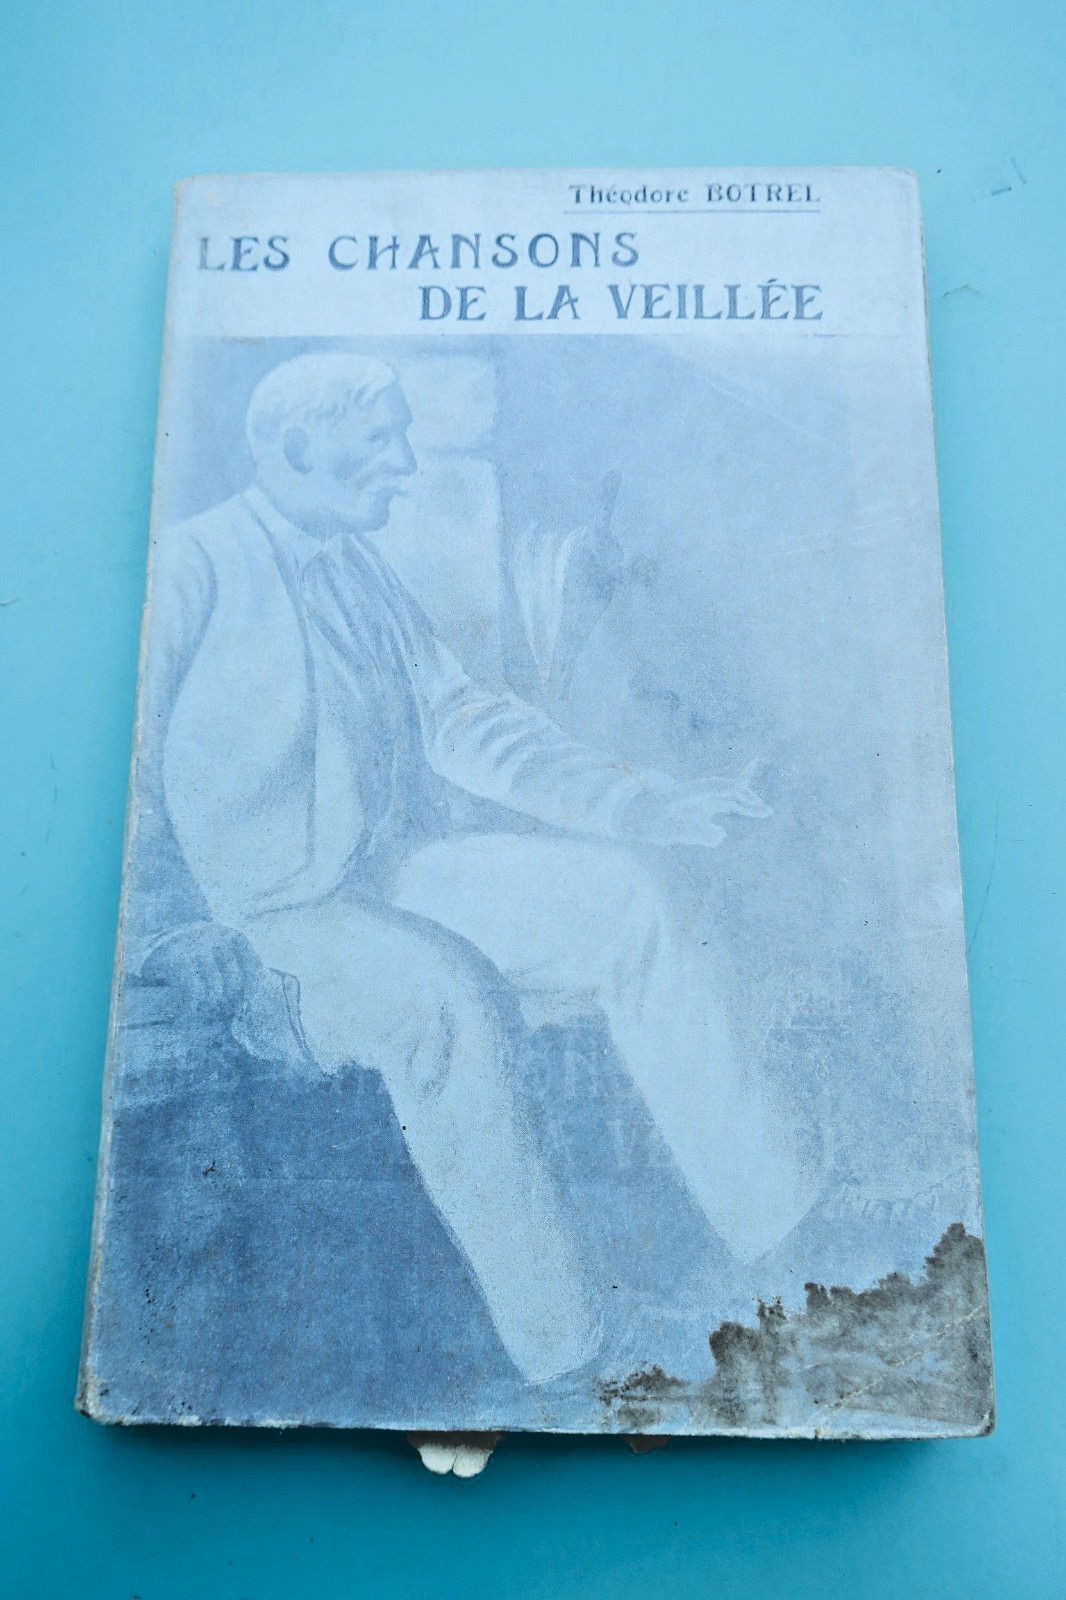 Théodore BOTREL
LES CHANSONS
DE LA VEILLÉE